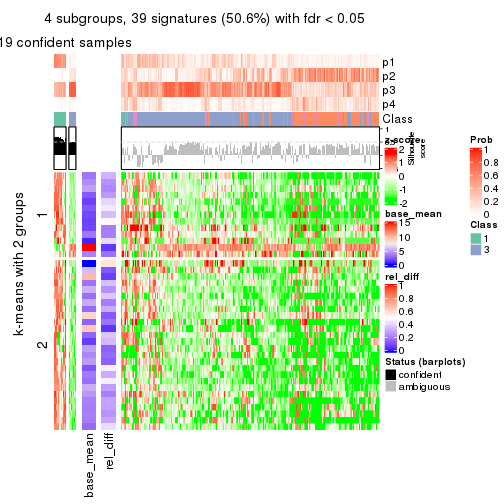 4 subgroups, 39 signatures (50.6%) with fdr < 0.05
19 confident samples
p1
p2
p3
p4
Class
1
Silhouette
score
k-means with 2 groups
1
2
base_mean
rel_diff
z-score
2
1
0
-1
-2
base_mean
15
10
5
0
rel_diff
1
0.8
0.6
0.4
0.2
0
Status (barplots)
confident
ambiguous
Prob
1
0.8
0.6
0.4
0.2
0
Class
1
3